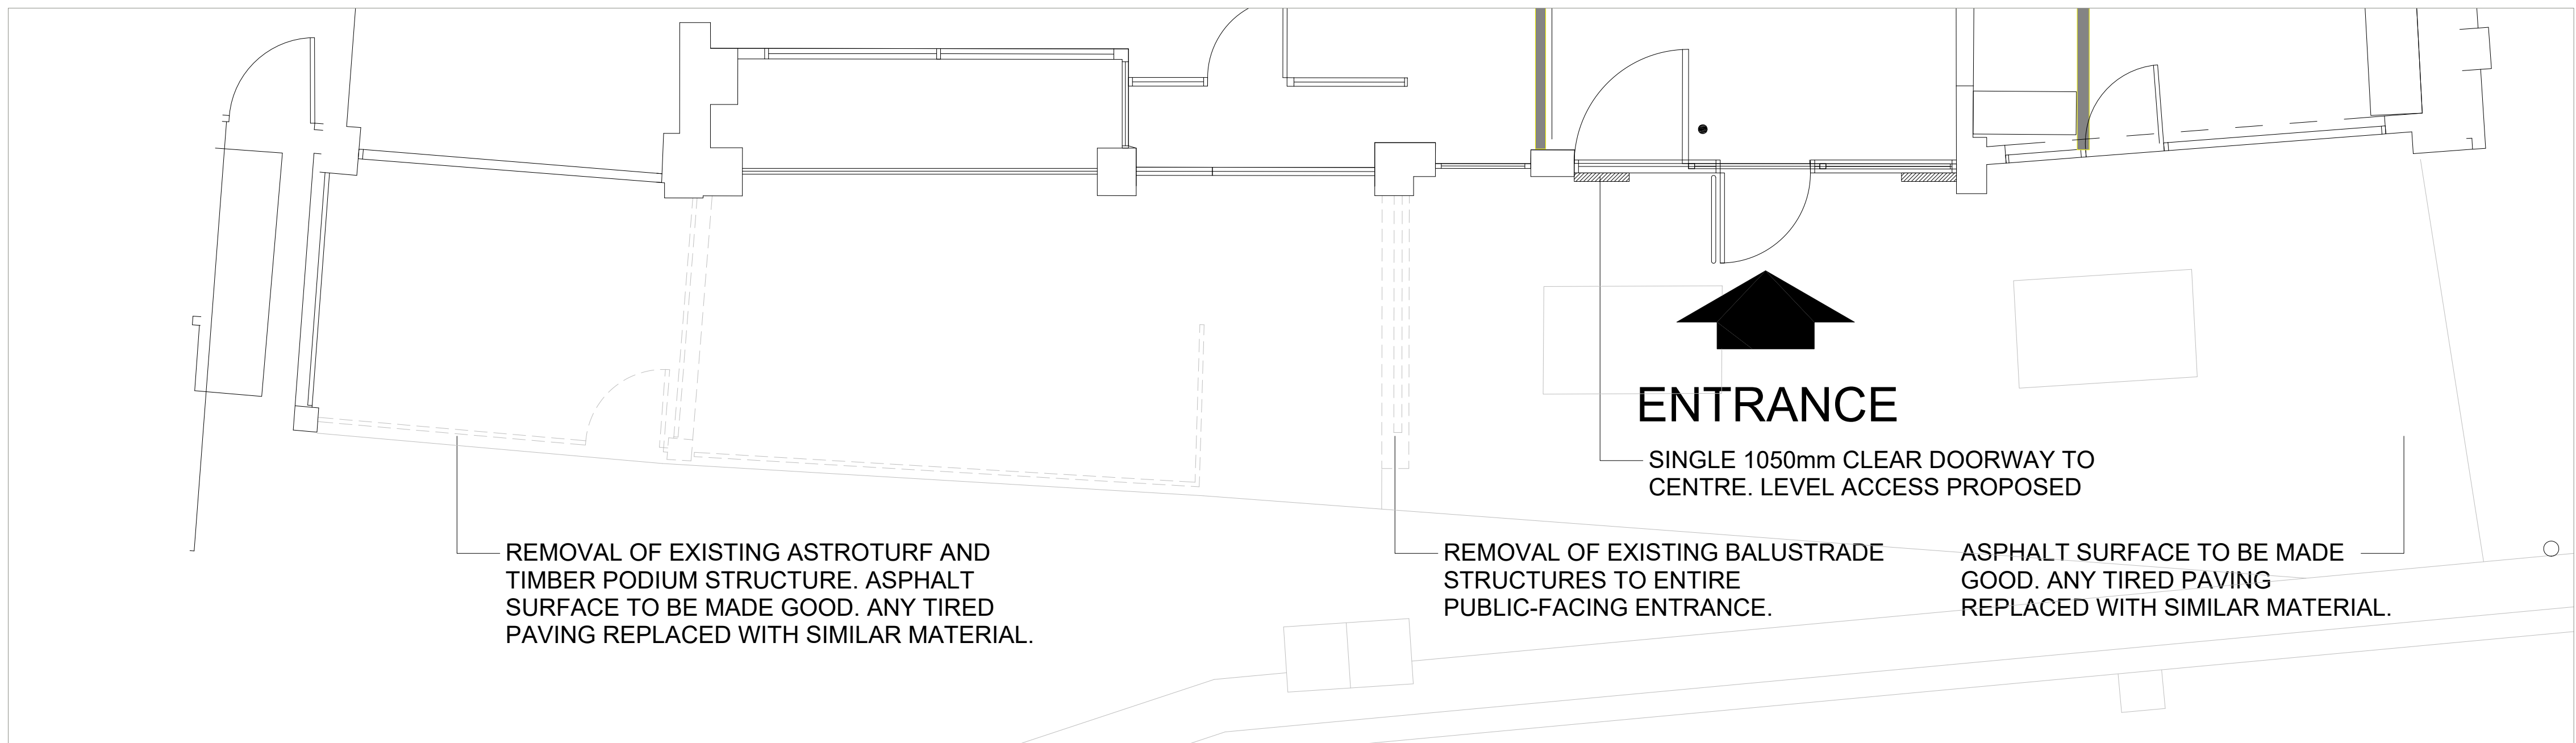 ENTRANCE
SINGLE 1050mm CLEAR DOORWAY TO
CENTRE. LEVEL ACCESS PROPOSED
REMOVAL OF EXISTING ASTROTURF AND
TIMBER PODIUM STRUCTURE. ASPHALT
SURFACE TO BE MADE GOOD. ANY TIRED
PAVING REPLACED WITH SIMILAR MATERIAL.
REMOVAL OF EXISTING BALUSTRADE
STRUCTURES TO ENTIRE
PUBLIC-FACING ENTRANCE.
ASPHALT SURFACE TO BE MADE
GOOD. ANY TIRED PAVING
REPLACED WITH SIMILAR MATERIAL.